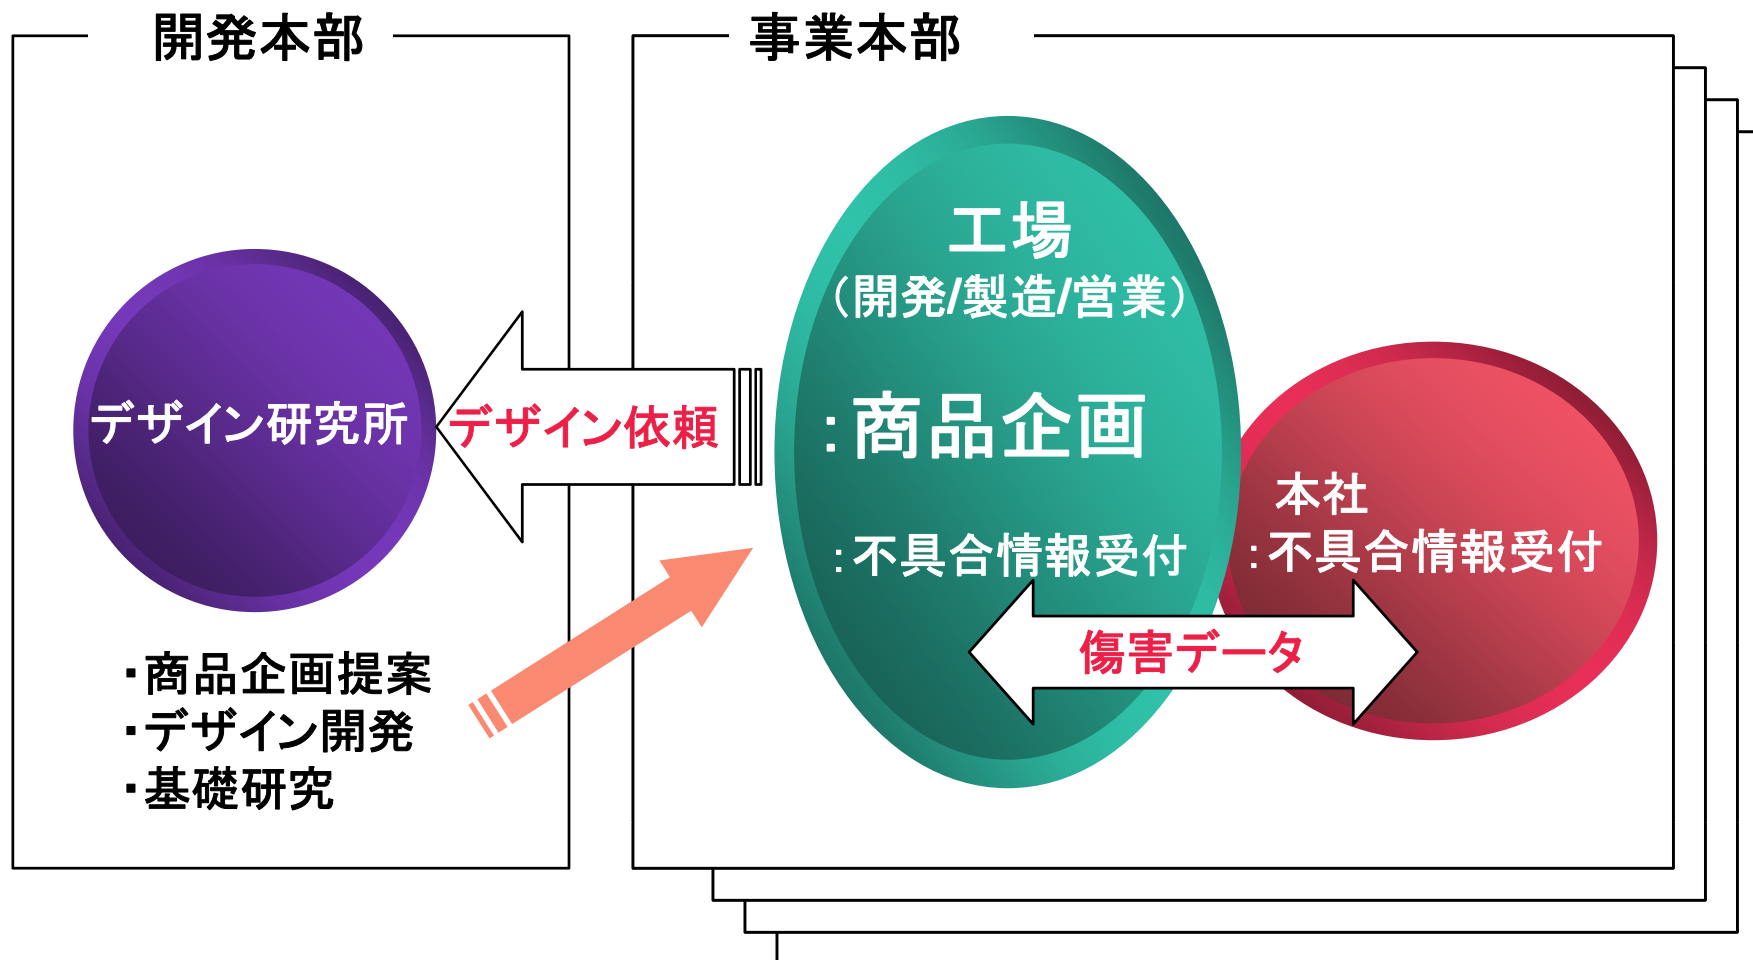 開発本部
デザイン研究所
・商品企画提案
・デザイン開発
・基礎研究
デザイン依頼
事業本部
工場
（開発/製造/営業）
：商品企画
：不具合情報受付
本社
：不具合情報受付
傷害データ